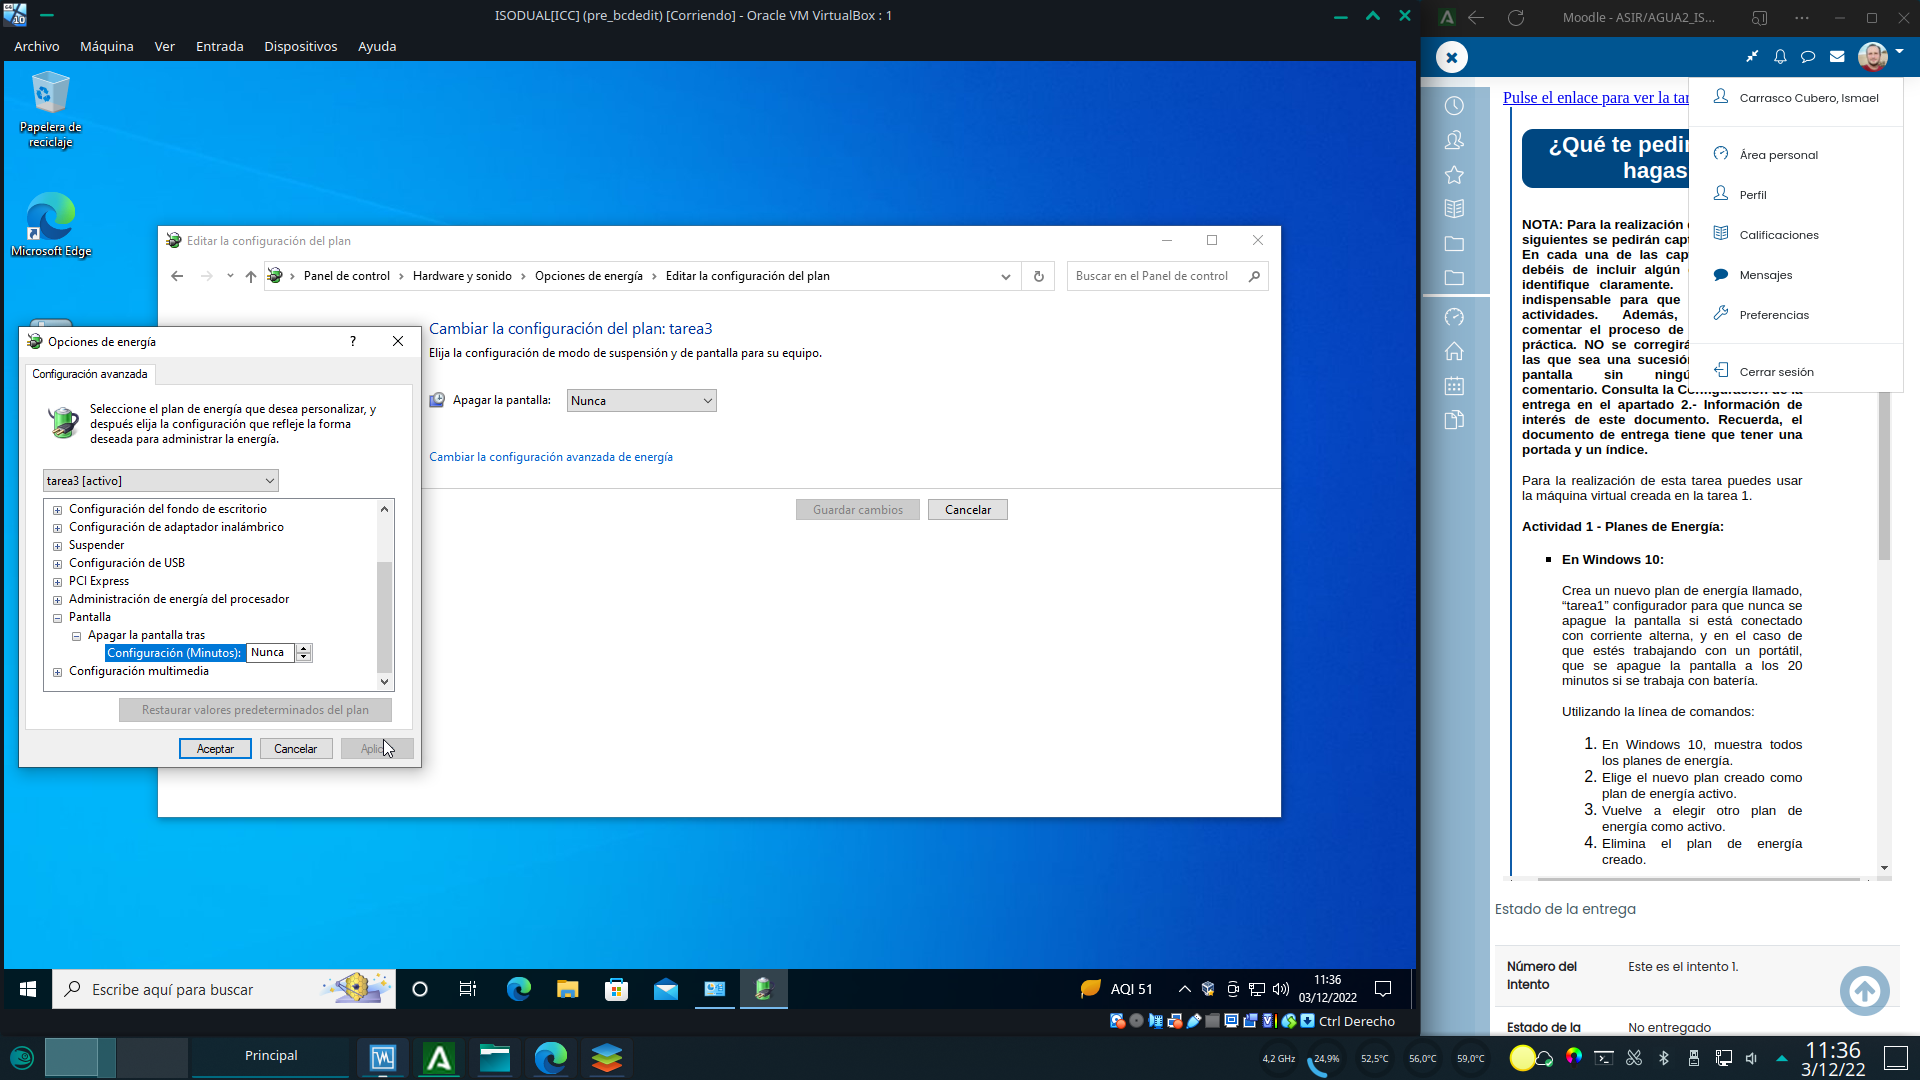 ISODUAL[ICC] (pre_bcdedit) [Corriendo] - Oracle VM VirtualBox : 1
Archivo
Máquina
Ver
Entrada
Dispositivos
Ayuda
Papelera de
reciclaje
Microsoft Edge
Editar la configuración del plan
Panel de control
Hardware y sonido
Opciones de energía
Editar la configuración del plan
Buscar en el Panel de control
Cambiar la configuración del plan: tarea3
Elija la configuración de modo de suspensión y de pantalla para su equipo.
Apagar la pantalla:
Nunca
Cambiar la configuración avanzada de energía
Guardar cambios
Cancelar
Opciones de energía
?
Configuración avanzada
Seleccione el plan de energía que desea personalizar, y
después elija la configuración que refleje la forma
deseada para administrar la energía.
tarea3 [activo]
Configuración del fondo de escritorio
Configuración de adaptador inalámbrico
Suspender
Configuración de USB
PCI Express
Administración de energía del procesador
Pantalla
Apagar la pantalla tras
Configuración (Minutos):
Nunca
Configuración multimedia
Restaurar valores predeterminados del plan
Aceptar
Cancelar
Escribe aquí para buscar
AQI 51
11:36
03/12/2022
Ctrl Derecho
Moodle - ASIR/AGUA2_IS...
Pulse el enlace para ver la tar
¿Qué te pedir
hagas
NOTA: Para la realización
siguientes se pedirán capt
En cada una de las cap
debéis de incluir algún
identifique claramente.
indispensable para que
actividades. Además,
comentar el proceso de
práctica. NO se corregirá
las que sea una sucesión
pantalla sin ningú
comentario. Consulta la Configuración de la
entrega en el apartado 2.- Información de
interés de este documento. Recuerda, el
documento de entrega tiene que tener una
portada y un índice.
Para la realización de esta tarea puedes usar
la máquina virtual creada en la tarea 1.
Actividad 1 - Planes de Energía:
En Windows 10:
Crea un nuevo plan de energía llamado,
“tarea1” configurador para que nunca se
apague la pantalla si está conectado
con corriente alterna, y en el caso de
que estés trabajando con un portátil,
que se apague la pantalla a los 20
minutos si se trabaja con batería.
Utilizando la línea de comandos:
1. En Windows 10, muestra todos
los planes de energía.
2. Elige el nuevo plan creado como
plan de energía activo.
3. Vuelve a elegir otro plan de
energía como activo.
4. Elimina el plan de energía
creado.
Carrasco Cubero, Ismael
Área personal
Perfil
Calificaciones
Mensajes
Preferencias
Cerrar sesión
Estado de la entrega
Número del
Intento
Este es el intento 1.
Estado de la
No entregado
Principal
4,2 GHz
24,9%
52,5°C
56,0°C
59,0°C
11:36
3/12/22